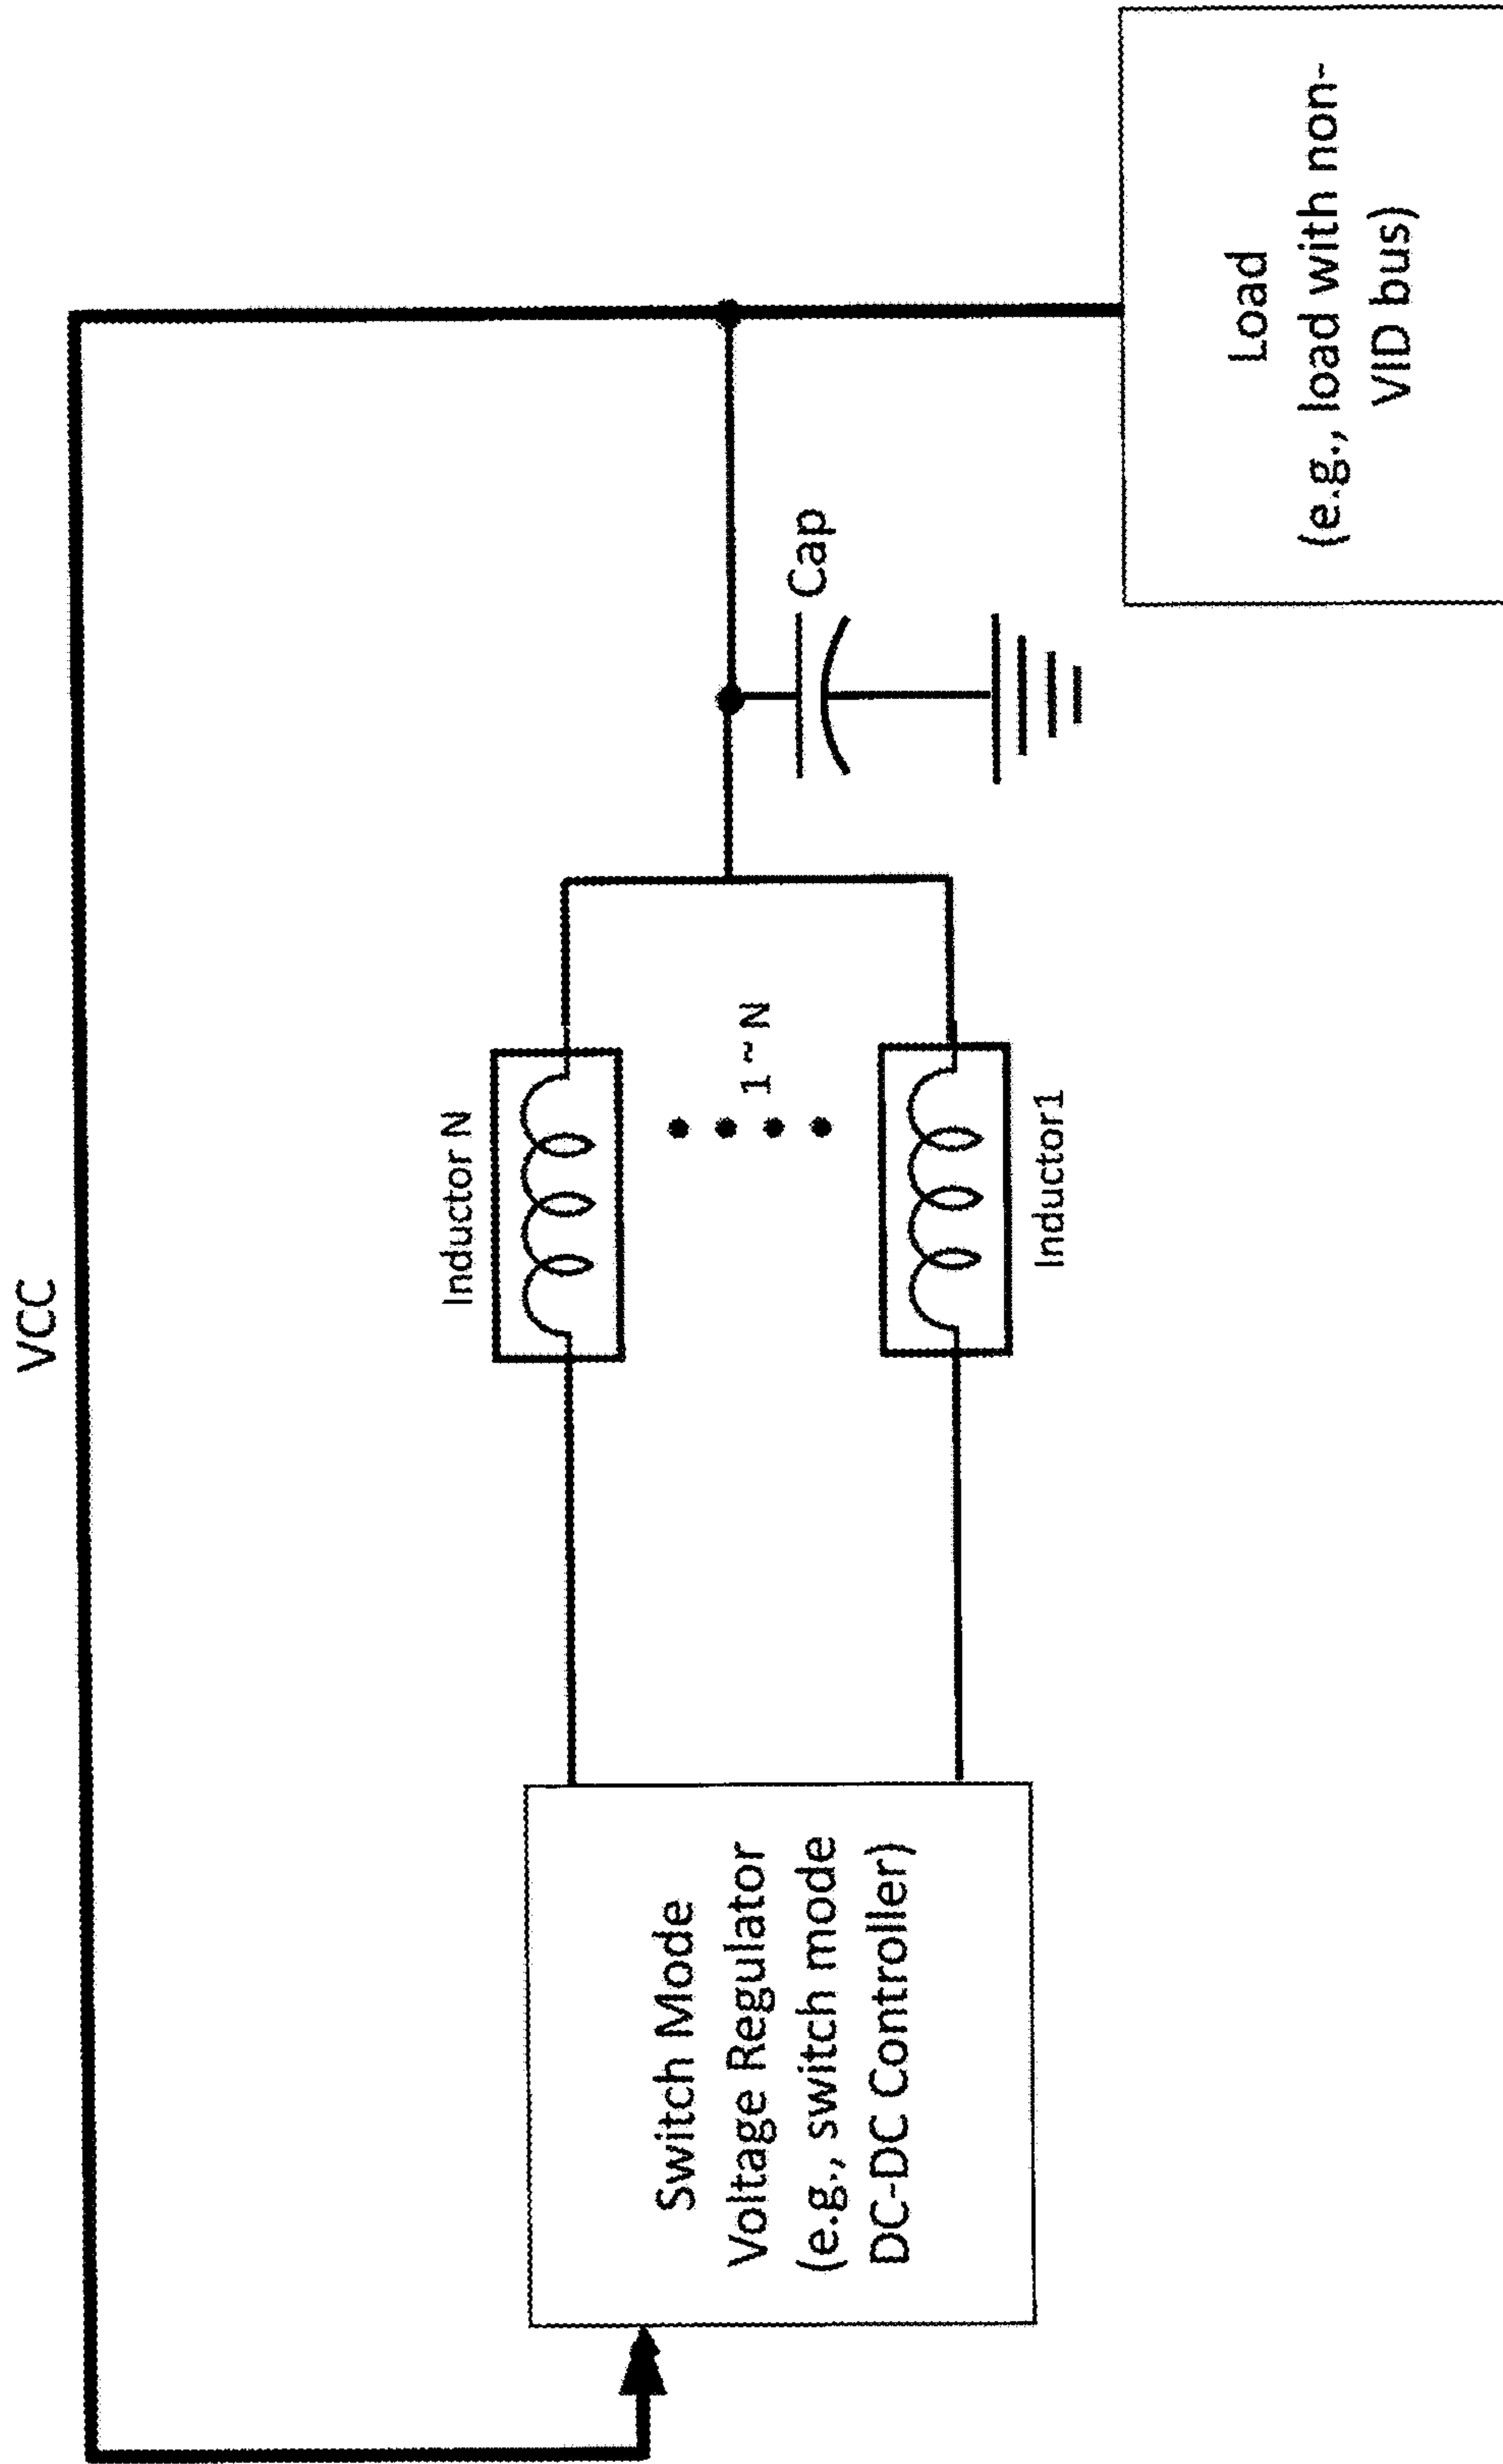 VCC
Switch Mode
Voltage Regulator
(e.g., switch mode
DC-DC Controller)
Inductor N
1 ~ N
Inductor1
Cap
Load
(e.g., load with non-
VID bus)